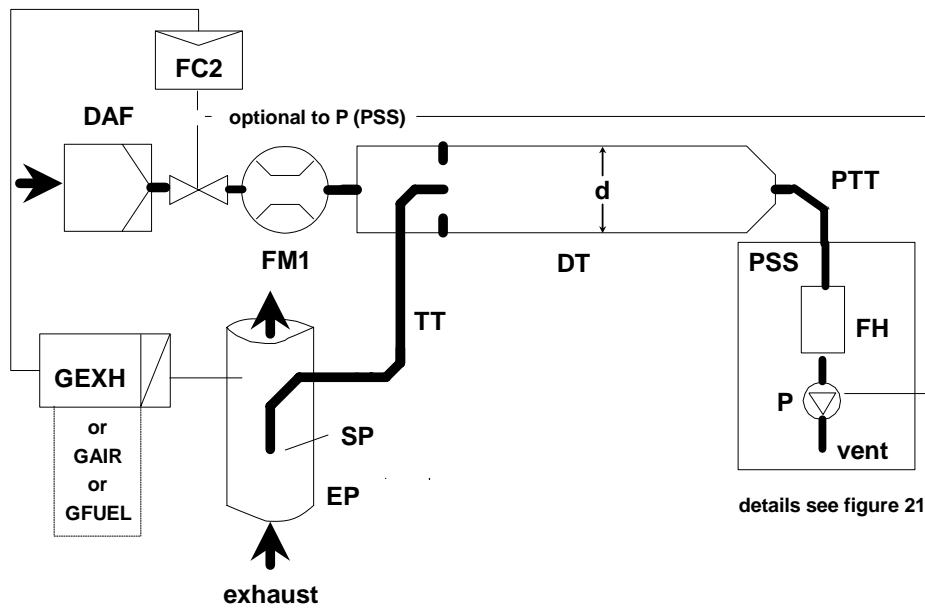 FC2
DAF
optional to P (PSS)
d
PTT
FM1
DT
PSS
TT
FH
GEXH
P
or
SP
GAIR
vent
or
EP
GFUEL
details see figure 21
exhaust